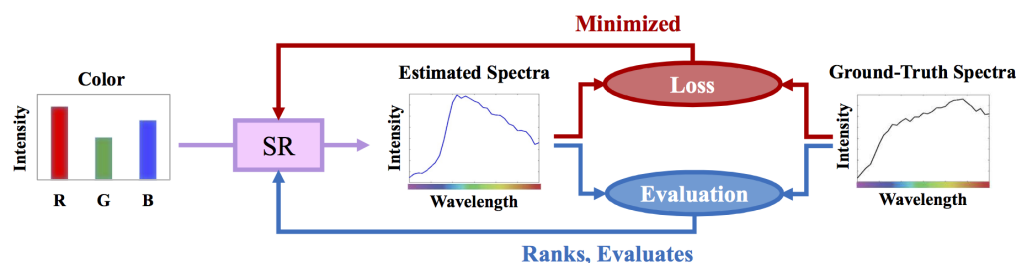 Minimized
Color
Intensity
R G B
SR
Estimated Spectra
Intensity
Wavelength
Loss
Evaluation
Ground-Truth Spectra
Intensity
Wavelength
Ranks, Evaluates